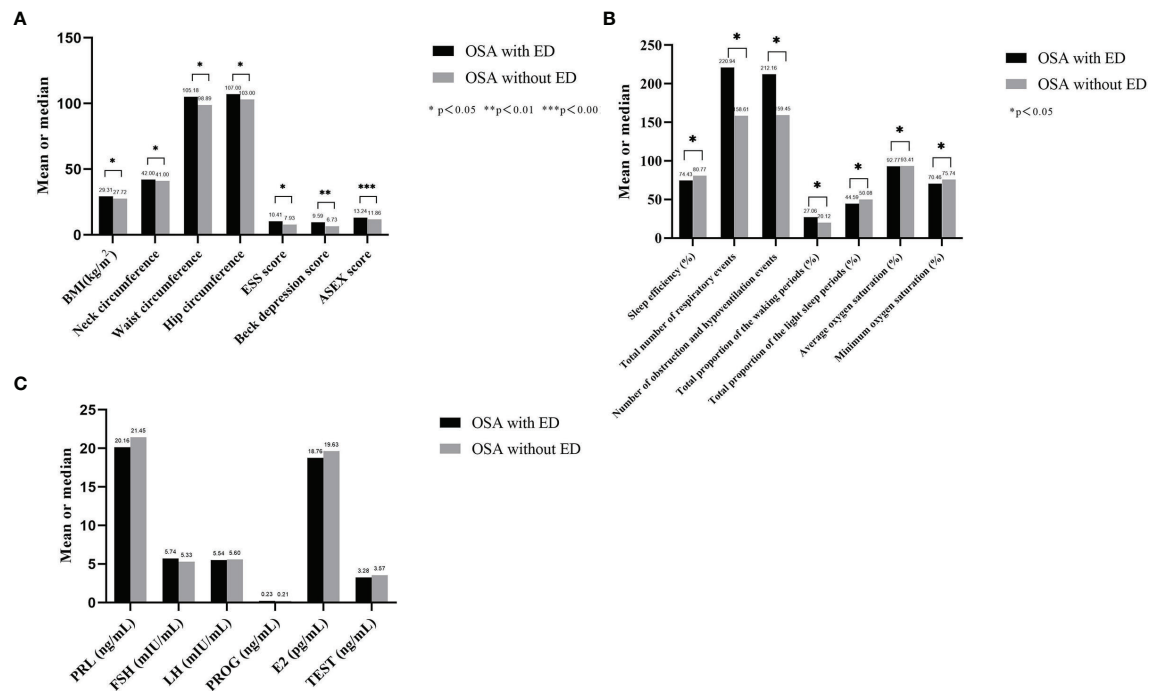 A
Mean or median
150
100
50
0
OSA with ED
OSA without ED
* p<0.05 **p<0.01 ***p<0.00
* * * * * ** ***
29.31 27.72 42.00 41.00 105.18 98.89 107.00 103.00 10.41 7.93 9.59 6.73 13.24 11.86
BMI(kg/m²)
Neck circumference
Waist circumference
Hip circumference
ESS score
Beck depression score
ASEX score
B
Mean or median
250
200
150
100
50
0
OSA with ED
OSA without ED
*p<0.05
* * * * * * *
74.43 80.77 220.94 158.61 212.16 159.45 27.06 20.12 44.59 50.08 92.77 93.41 70.46 75.74
Sleep efficiency (%)
Total number of respiratory events
Number of obstruction and hypoventilation events
Total proportion of the waking periods (%)
Total proportion of the light sleep periods (%)
Average oxygen saturation (%)
Minimum oxygen saturation (%)
C
Mean or median
25
20
15
10
5
0
OSA with ED
OSA without ED
20.16 21.45 5.74 5.33 5.54 5.60 0.23 0.21 18.76 19.63 3.28 3.57
PRL (ng/mL)
FSH (mIU/mL)
LH (mIU/mL)
PROG (ng/mL)
E2 (pg/mL)
TEST (ng/mL)